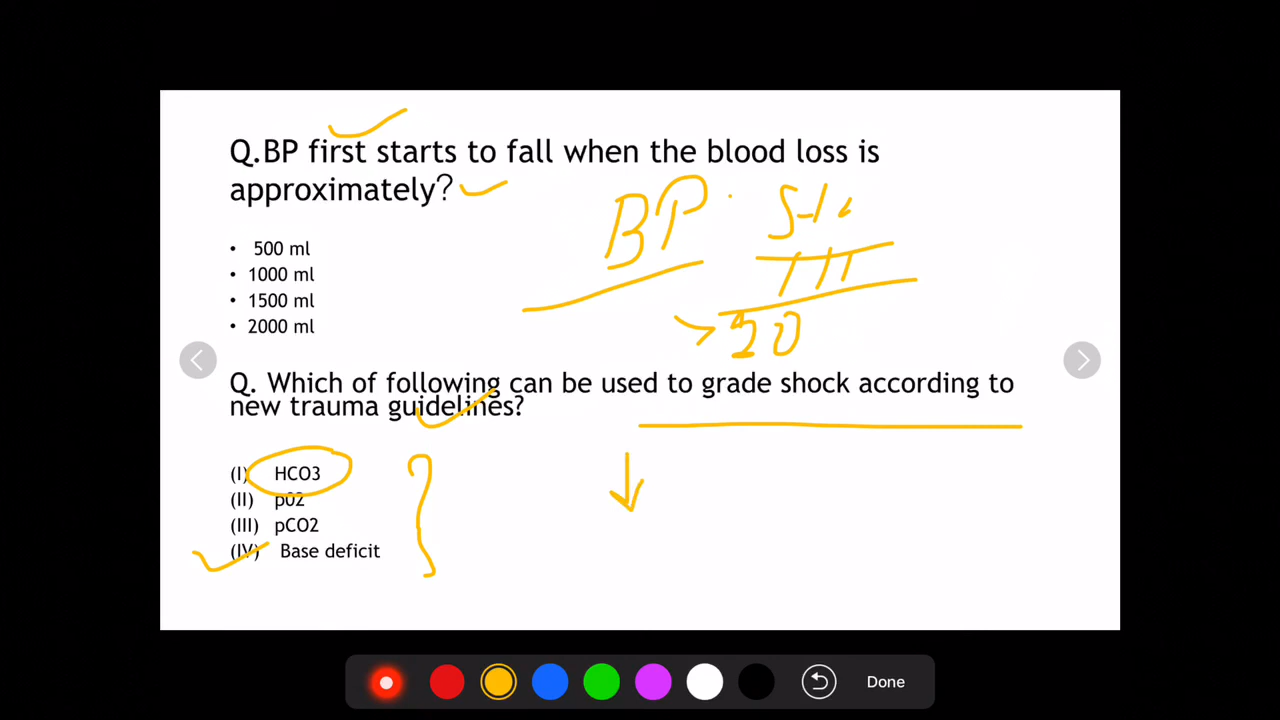 Q.BP first starts to fall when the blood loss is
approximately?
• 500 ml
• 1000 ml
• 1500 ml
• 2000 ml
BP
III
Q. Which of following can be used to grade shock according to
new trauma guidelines?
(I) HCO3
(II) p02
(III) pCO2
(IV) Base deficit
Done